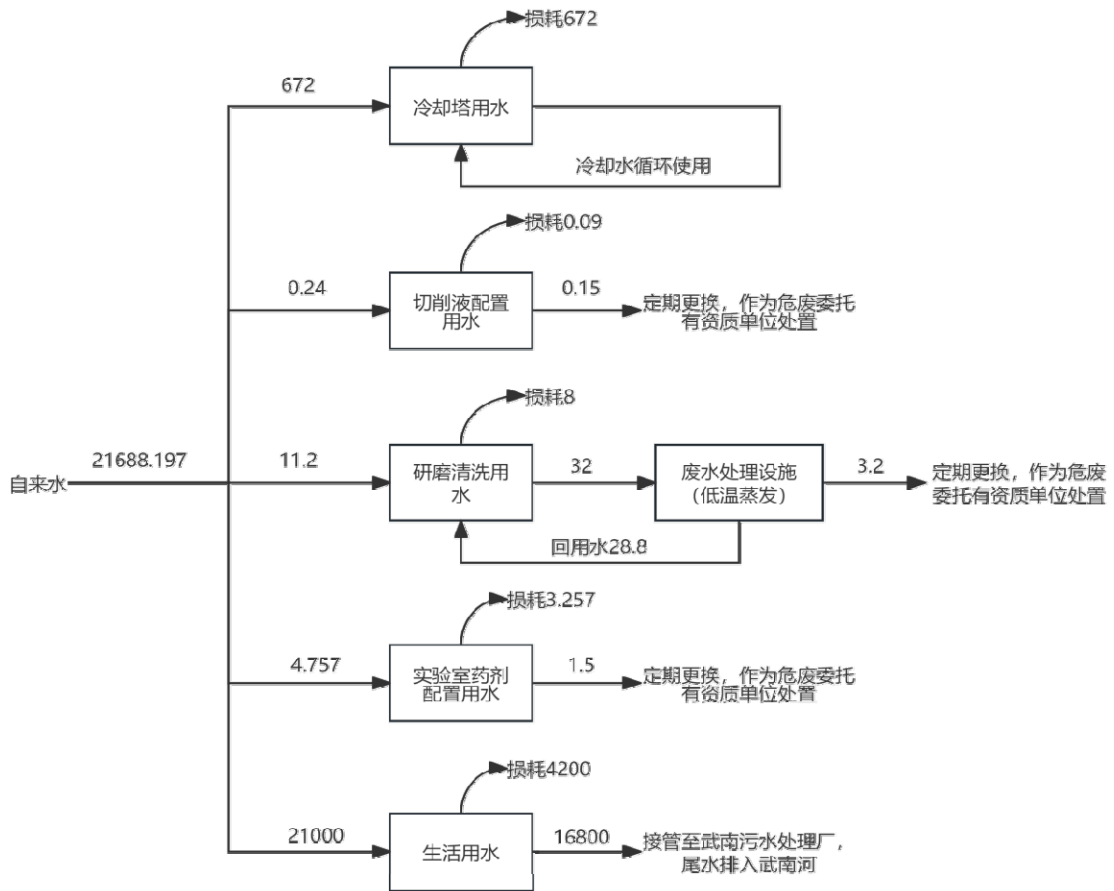 损耗672
672
冷却塔用水
冷却水循环使用
损耗0.09
0.24
切削液配置
用水
0.15
定期更换，作为危废委托
有资质单位处置
损耗8
自来水
21688.197
11.2
研磨清洗用
水
32
废水处理设施
（低温蒸发）
3.2
定期更换，作为危废
委托有资质单位处置
回用水28.8
损耗3.257
4.757
实验室药剂
配置用水
1.5
定期更换，作为危废委托
有资质单位处置
损耗4200
21000
生活用水
16800
接管至武南污水处理厂，
尾水排入武南河